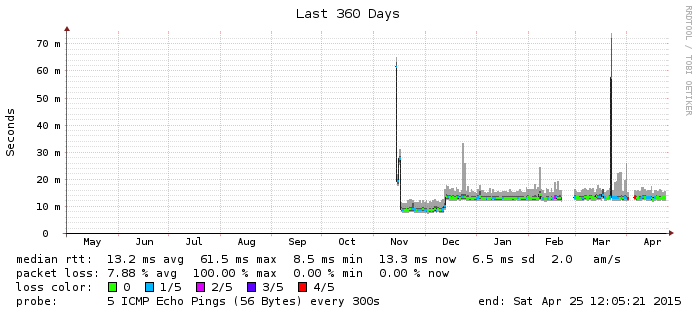 Last 360 Days
RRDTOOL / TOBI OETIKER
Seconds
70 m
60 m
50 m
40 m
30 m
20 m
10 m
0
May Jun Jul Aug Sep Oct Nov Dec Jan Feb Mar Apr
median rtt: 13.2 ms avg 61.5 ms max 8.5 ms min 13.3 ms now 6.5 ms sd 2.0 am/s
packet loss: 7.88 % avg 100.00 % max 0.00 % min 0.00 % now
loss color: 0 1/5 2/5 3/5 4/5
probe: 5 ICMP Echo Pings (56 Bytes) every 300s end: Sat Apr 25 12:05:21 2015